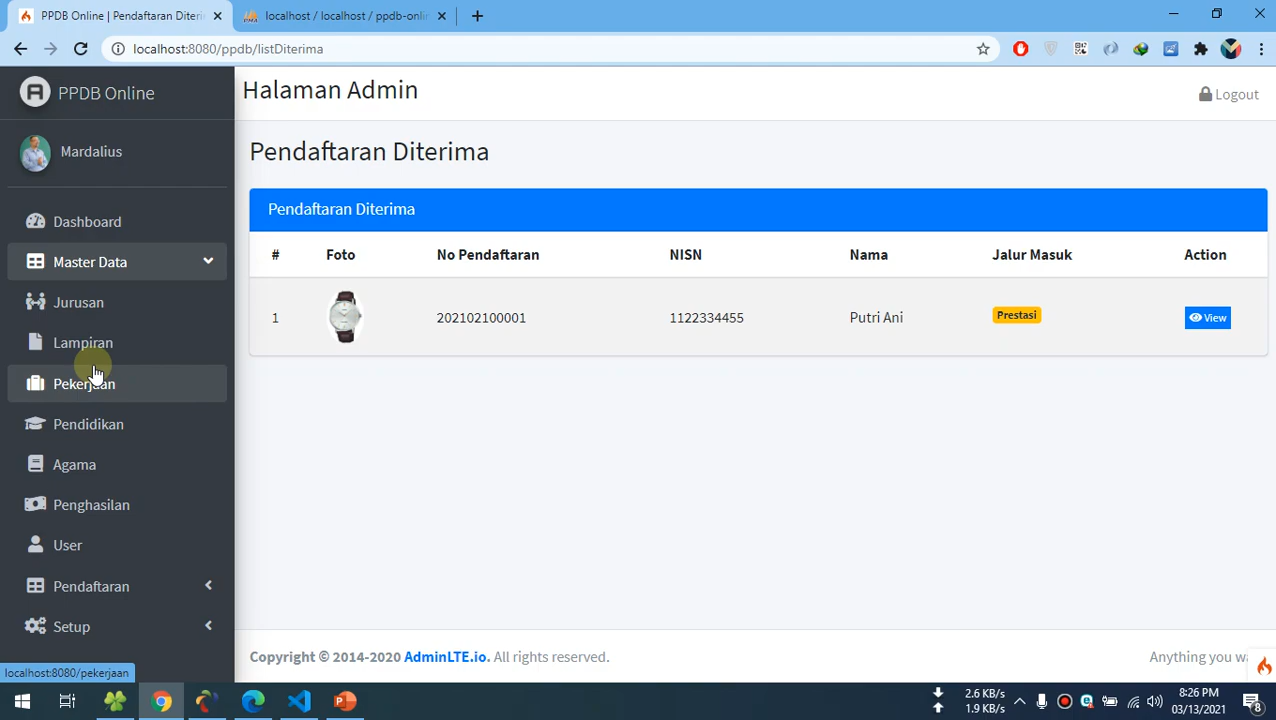 PPDB Online | Pendaftaran Diteri
localhost / localhost / ppdb-onlin
localhost:8080/ppdb/listDiterima
PPDB Online
Halaman Admin
Logout
Mardalius
Pendaftaran Diterima
Dashboard
Master Data
Jurusan
Lampiran
Pekerjaan
Pendidikan
Agama
Penghasilan
User
Pendaftaran
Setup
Pendaftaran Diterima
# Foto No Pendaftaran NISN Nama Jalur Masuk Action
1 202102100001 1122334455 Putri Ani Prestasi View
Copyright © 2014-2020 AdminLTE.io. All rights reserved.
Anything you wa
localhost:8080/pekerjaan
2.6 KB/s
1.9 KB/s
8:26 PM
03/13/2021
8